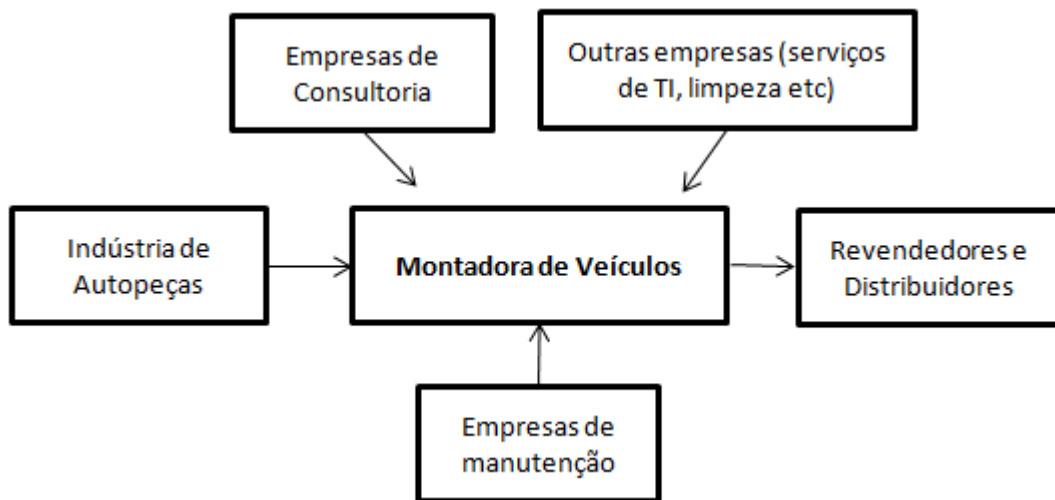 Empresas de
Consultoria
Outras empresas (serviços
de TI, limpeza etc)
Indústria de
Autopeças
Montadora de Veículos
Revendedores e
Distribuidores
Empresas de
manutenção